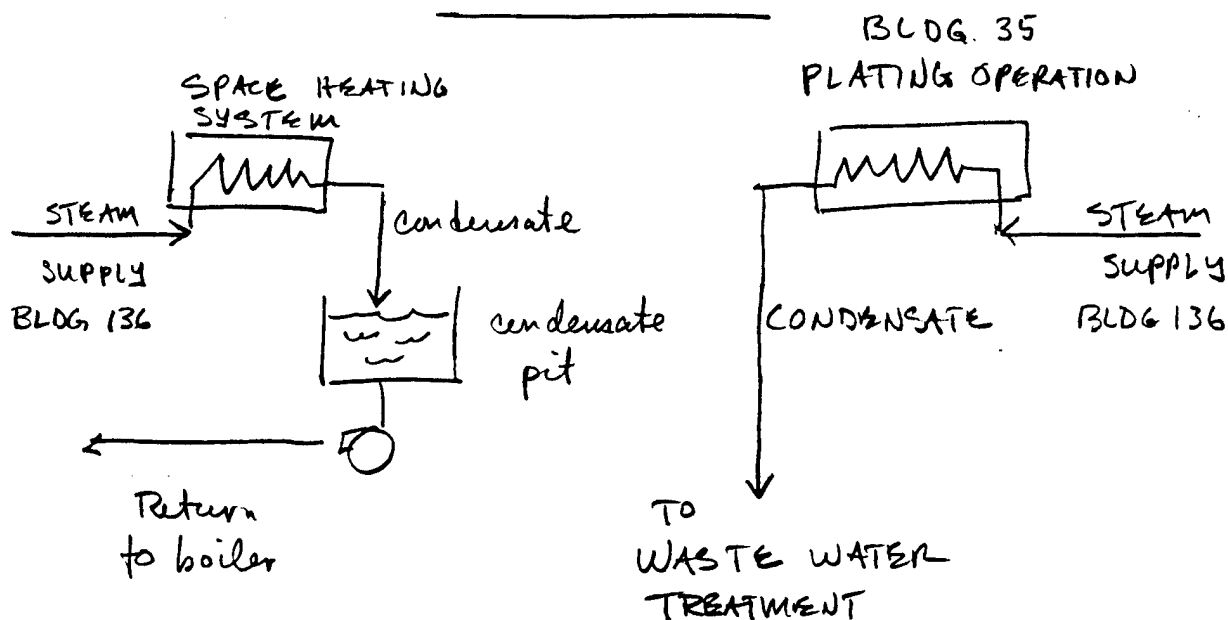 BLDG. 35
PLATING OPERATION
SPACE HEATING
SYSTEM
STEAM
SUPPLY
BLDG 136
condensate
condensate
pit
Return
to boiler
CONDENSATE
STEAM
SUPPLY
BLDG 136
TO
WASTE WATER
TREATMENT